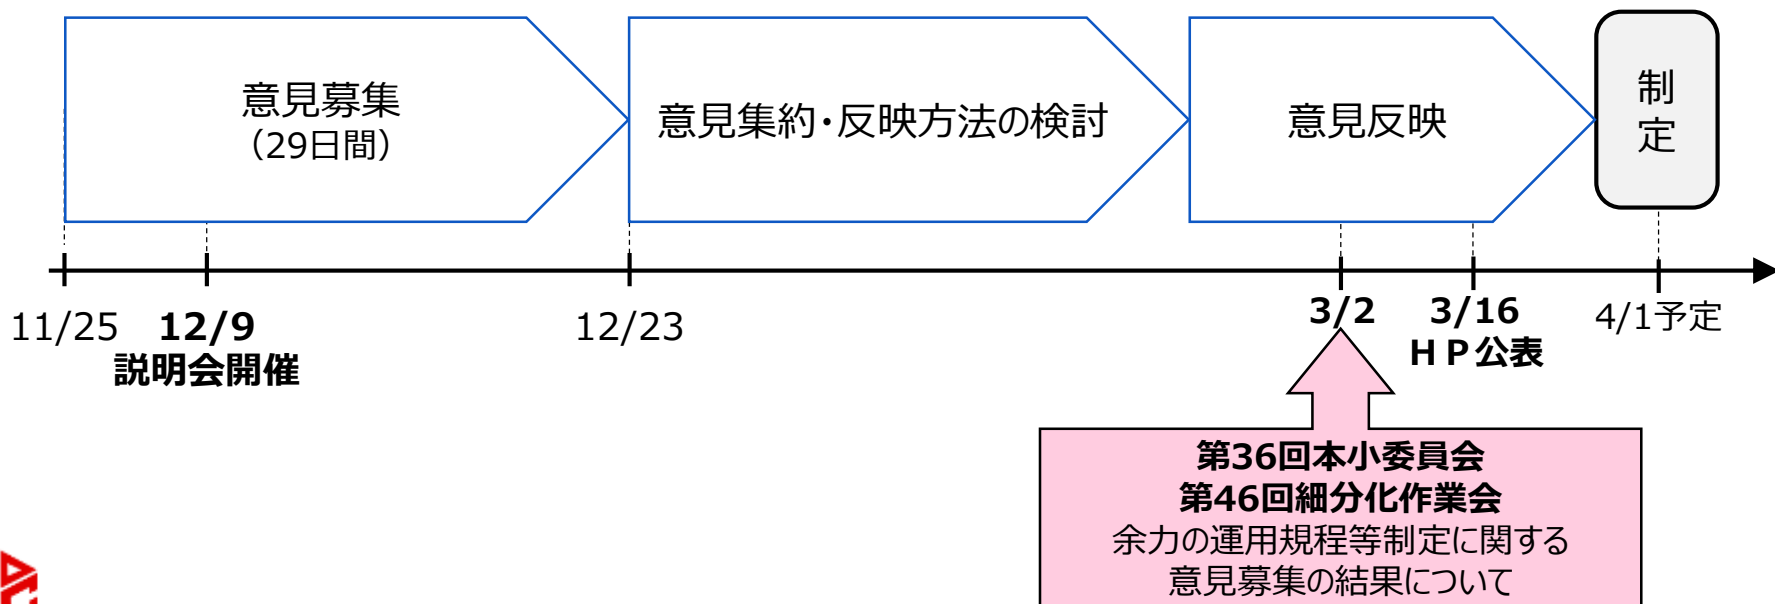 意見募集
（29日間）
意見集約・反映方法の検討
意見反映
制
定
11/25
12/9
説明会開催
12/23
3/2
3/16
ＨＰ公表
4/1予定
第36回本小委員会
第46回細分化作業会
余力の運用規程等制定に関する
意見募集の結果について